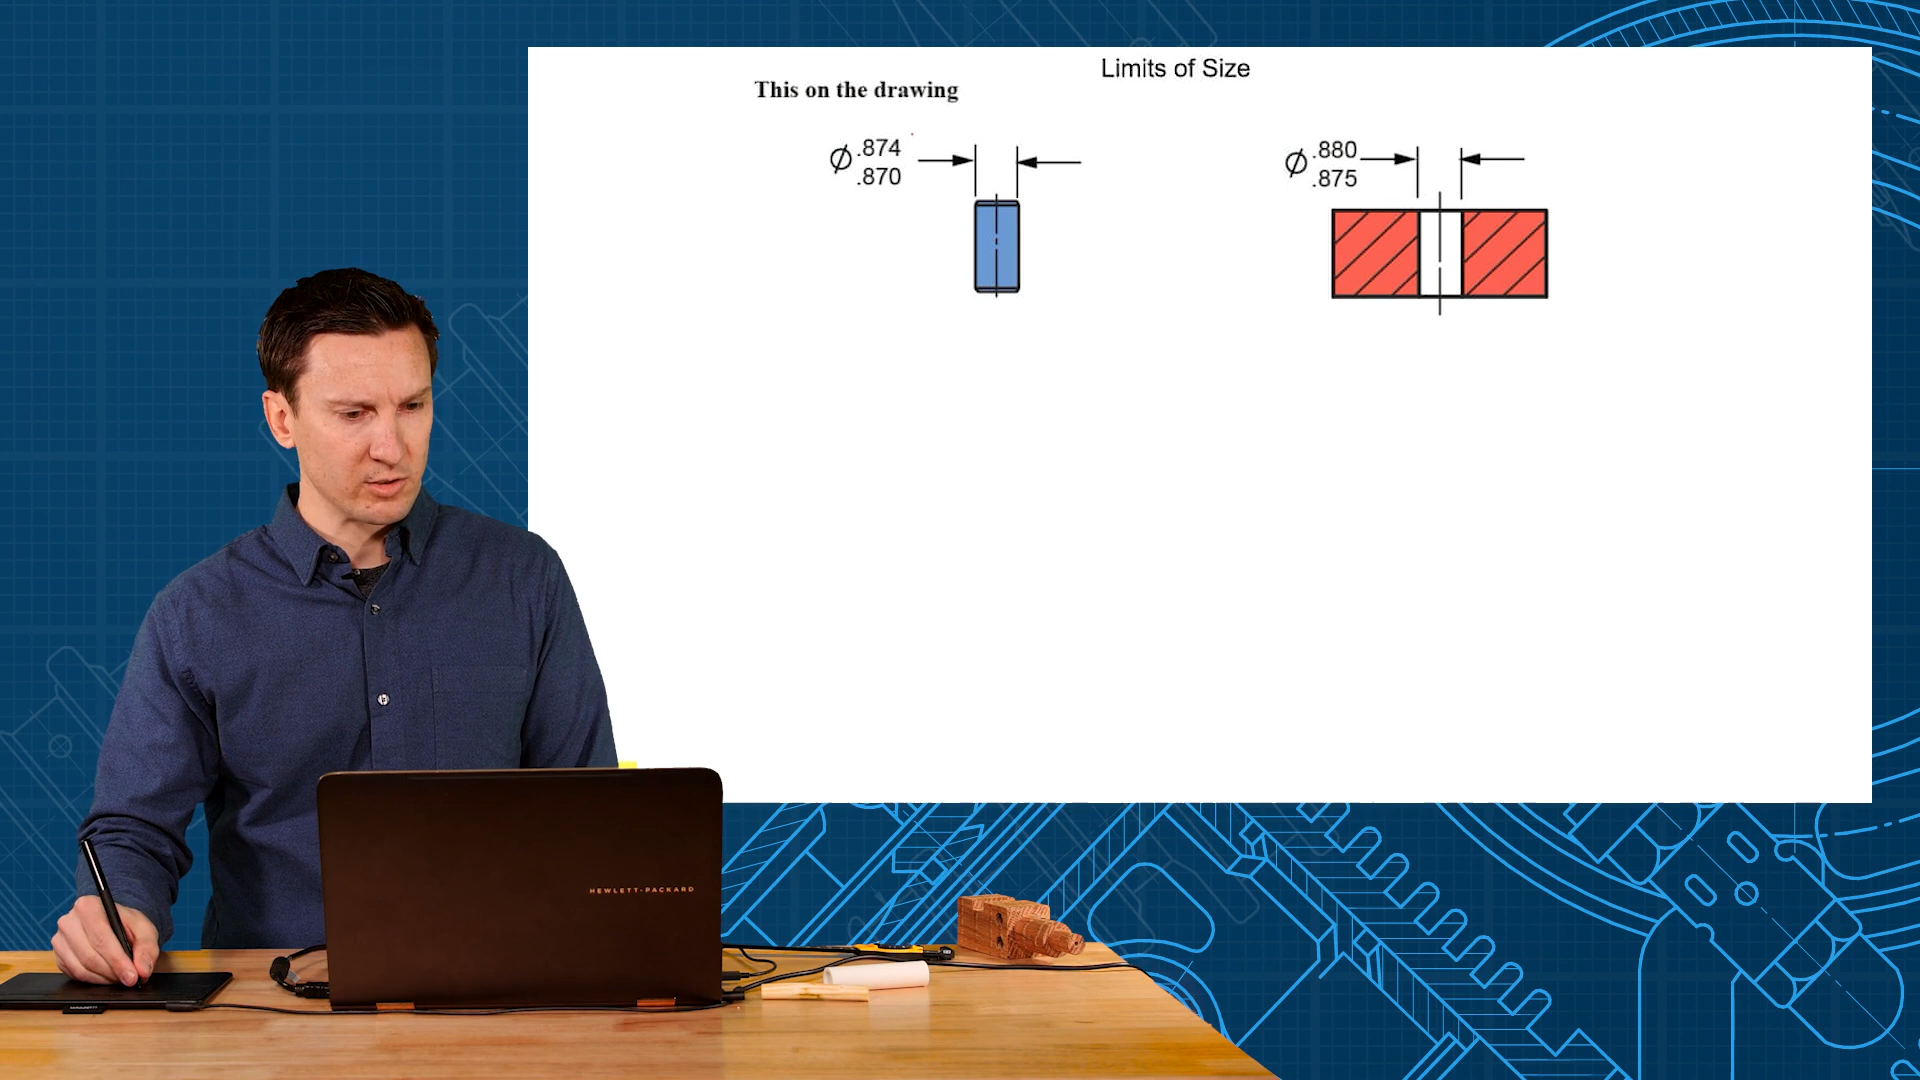 Limits of Size
This on the drawing
Ø .874
.870
Ø .880
.875
HEWLETT-PACKARD